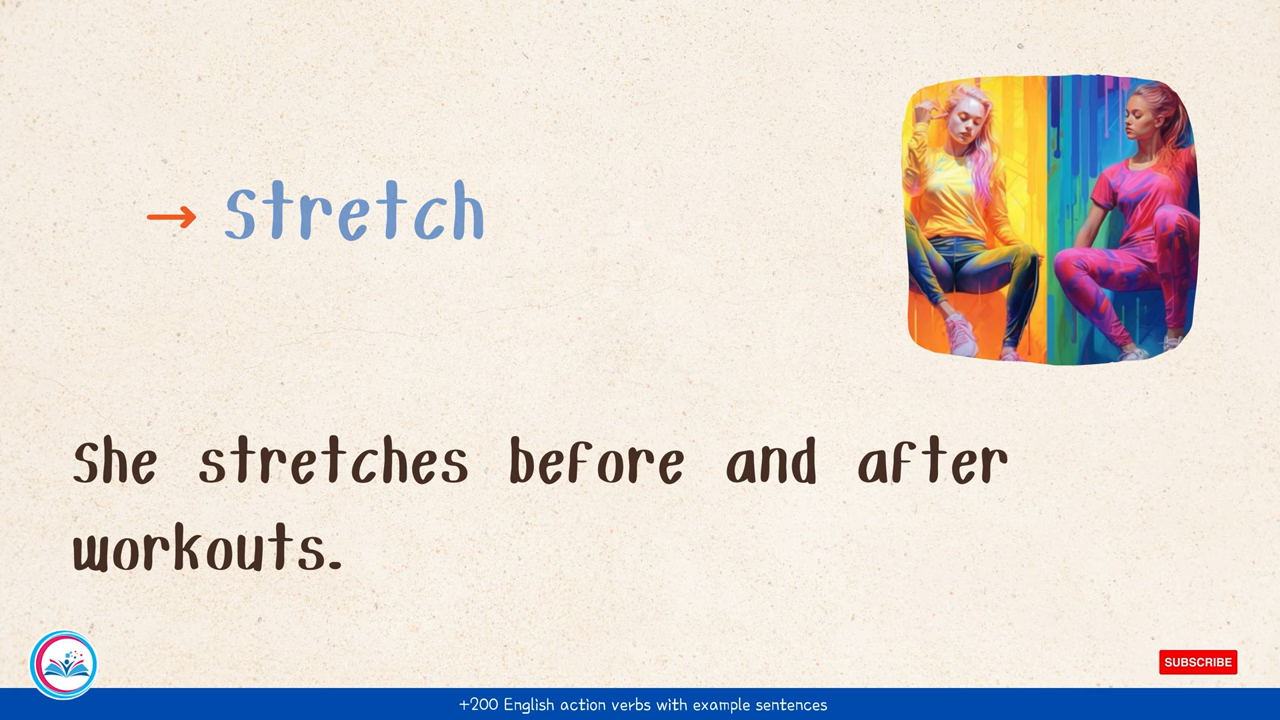 → stretch
She stretches before and after
workouts.
SUBSCRIBE
+200 English action verbs with example sentences